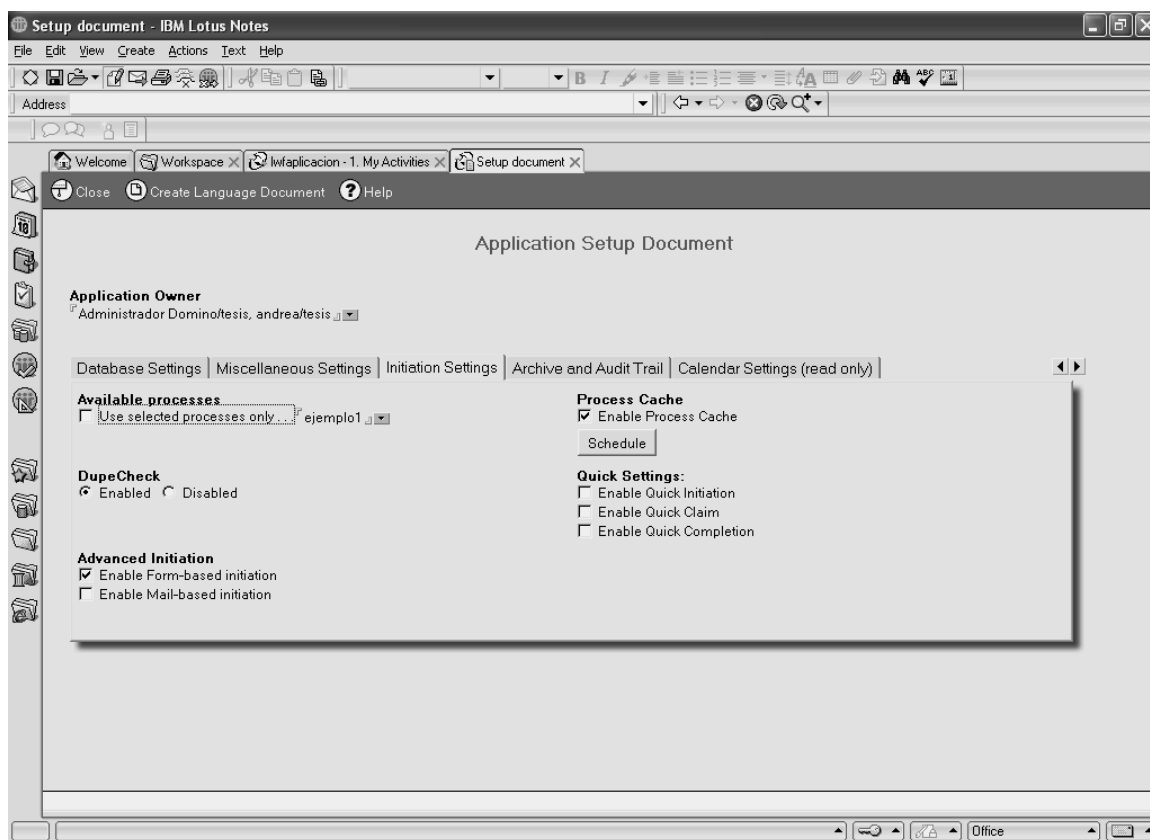 Setup document - IBM Lotus Notes
File Edit View Create Actions Text Help
Address
Welcome Workspace lwfaplicacion - 1. My Activities Setup document
Close Create Language Document Help
Application Setup Document
Application Owner
Administrador Domino/tesis, andrea/tesis
Database Settings Miscellaneous Settings Initiation Settings Archive and Audit Trail Calendar Settings (read only)
Available processes
Use selected processes only . . . ejemplo1
Process Cache
Enable Process Cache
Schedule
DupeCheck
Enabled Disabled
Quick Settings:
Enable Quick Initiation
Enable Quick Claim
Enable Quick Completion
Advanced Initiation
Enable Form-based initiation
Enable Mail-based initiation
Office